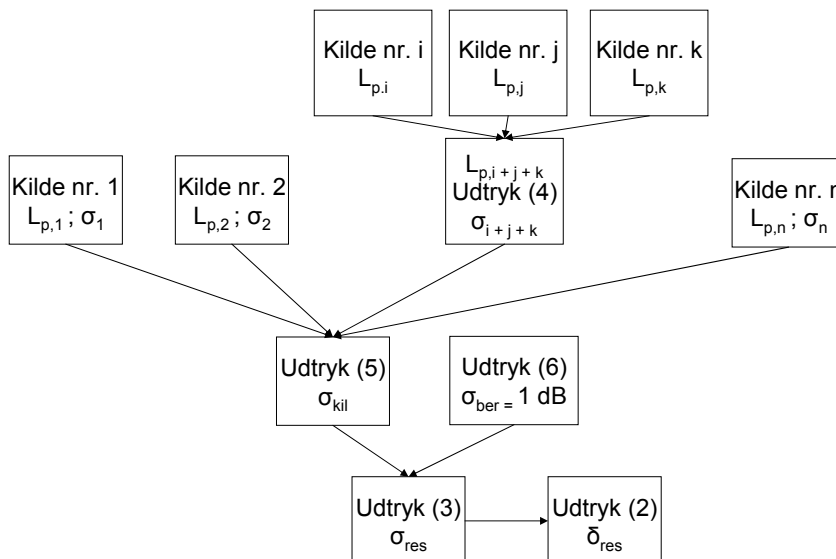 Kilde nr. i
L_p.i
Kilde nr. j
L_p,j
Kilde nr. k
L_p,k
Kilde nr. 1
L_p,1 ; σ_1
Kilde nr. 2
L_p,2 ; σ_2
L_p,i + j + k
Udtryk (4)
σ_i + j + k
Kilde nr. n
L_p,n ; σ_n
Udtryk (5)
σ_kil
Udtryk (6)
σ_ber = 1 dB
Udtryk (3)
σ_res
Udtryk (2)
δ_res